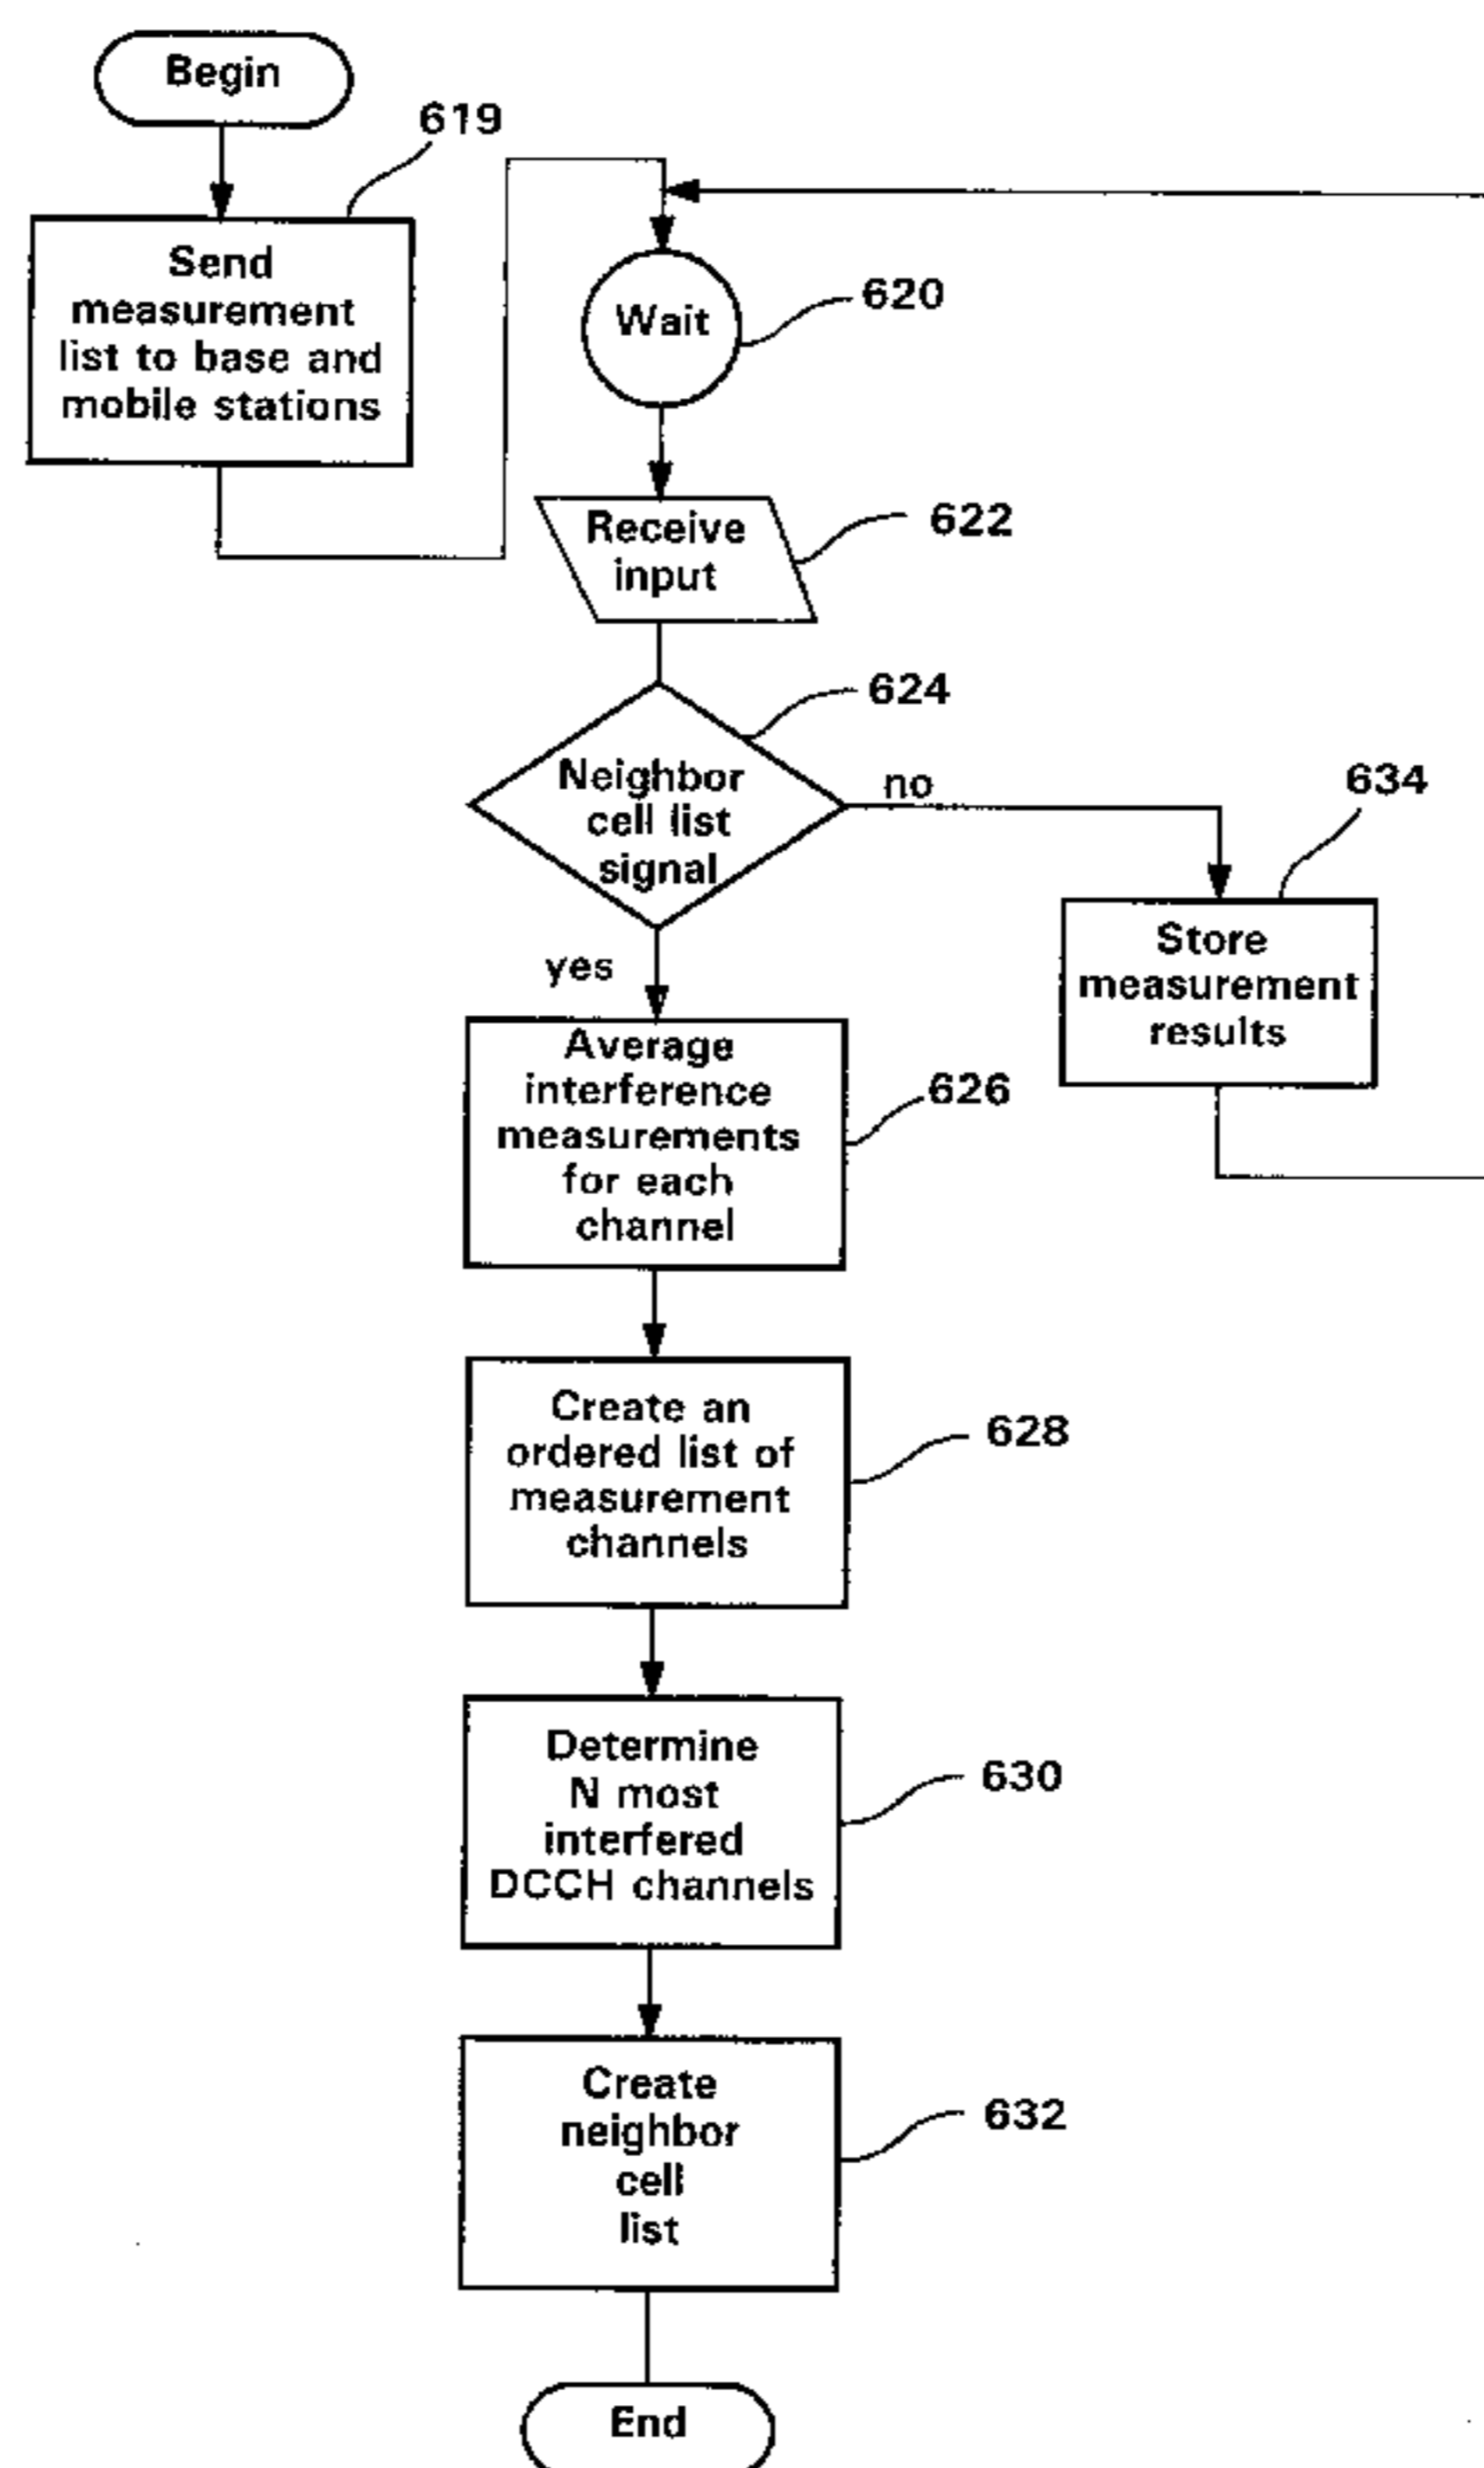 Begin
619
Send
measurement
list to base and
mobile stations
Wait
620
Receive
input
622
624
Neighbor
cell list
signal
no
634
Store
measurement
results
yes
Average
interference
measurements
for each
channel
626
Create an
ordered list of
measurement
channels
628
Determine
N most
interfered
DCCH channels
630
Create
neighbor
cell
list
632
End